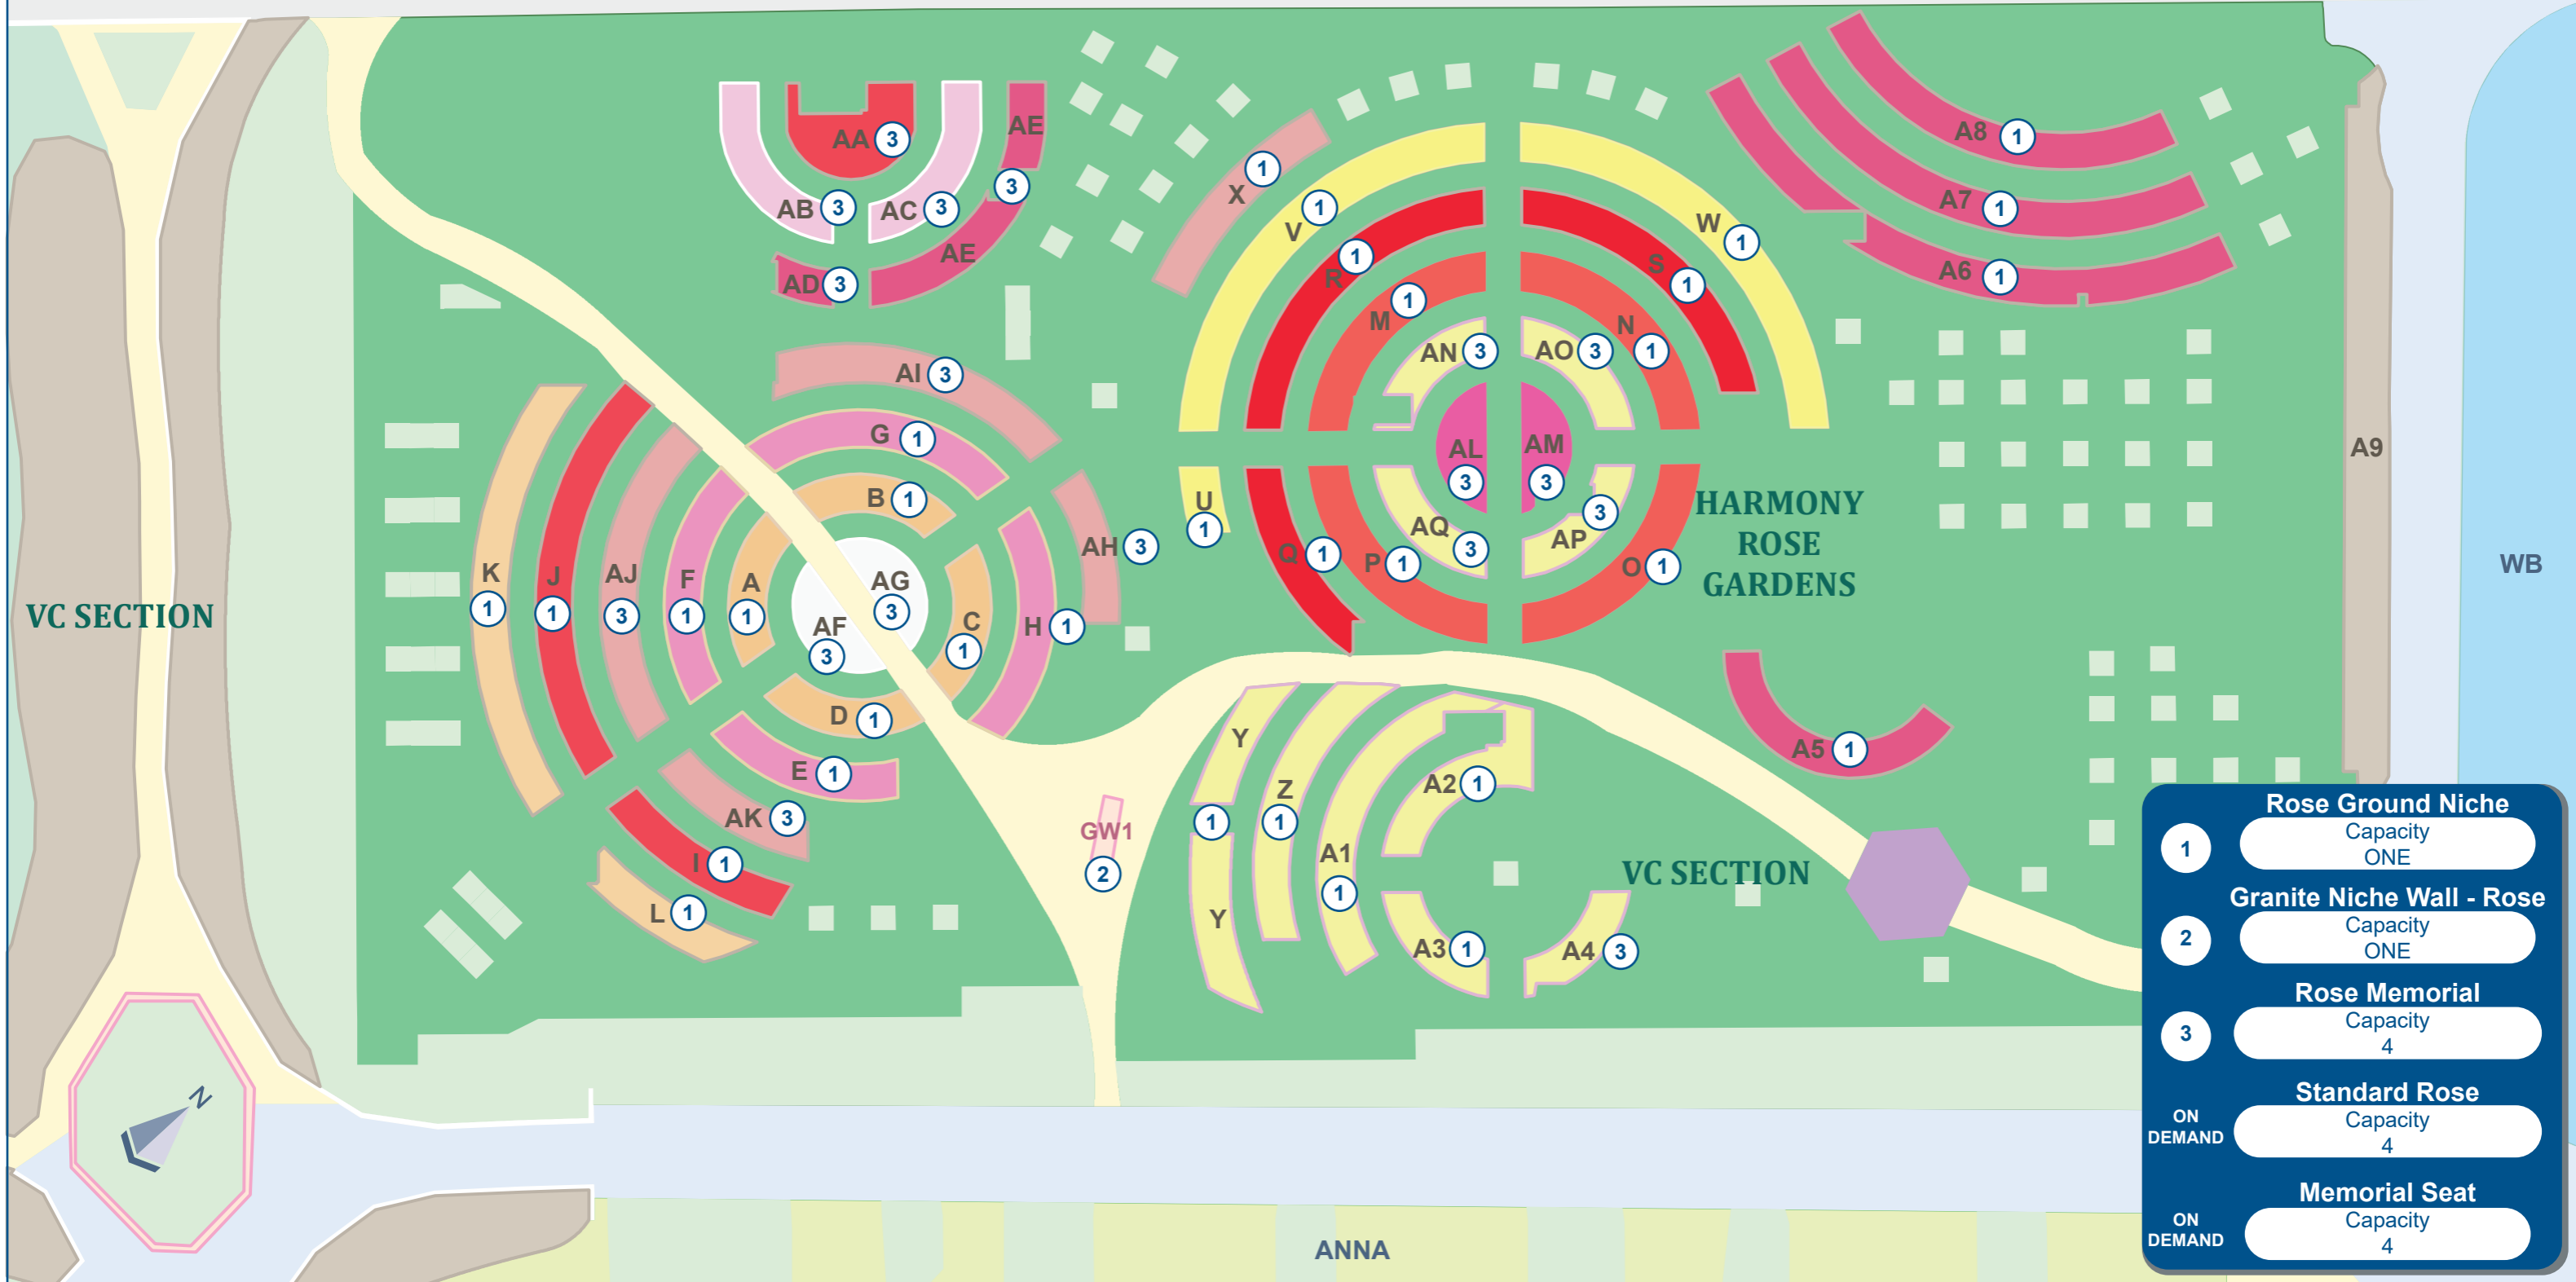 AA 3
AE
A8 1
X 1
AB 3
AC 3
3
V 1
W 1
A7 1
AE
R 1
S 1
A6 1
AD 3
M 1
N 1
AN 3
AO 3
AI 3
G 1
AL 3
AM 3
A9
B 1
U 1
HARMONY
ROSE
GARDENS
AH 3
AQ 3
AP 3
Q 1
P 1
O 1
WB
K 1
J 1
AJ 3
F 1
A 1
AG 3
AF 3
C 1
H 1
VC SECTION
D 1
Y
A5 1
E 1
Z 1
A2 1
AK 3
1
GW1
2
A1 1
I 1
VC SECTION
L 1
Y
A3 1
A4 3
N
ANNA
1
Rose Ground Niche
Capacity
ONE
2
Granite Niche Wall - Rose
Capacity
ONE
3
Rose Memorial
Capacity
4
ON
DEMAND
Standard Rose
Capacity
4
ON
DEMAND
Memorial Seat
Capacity
4